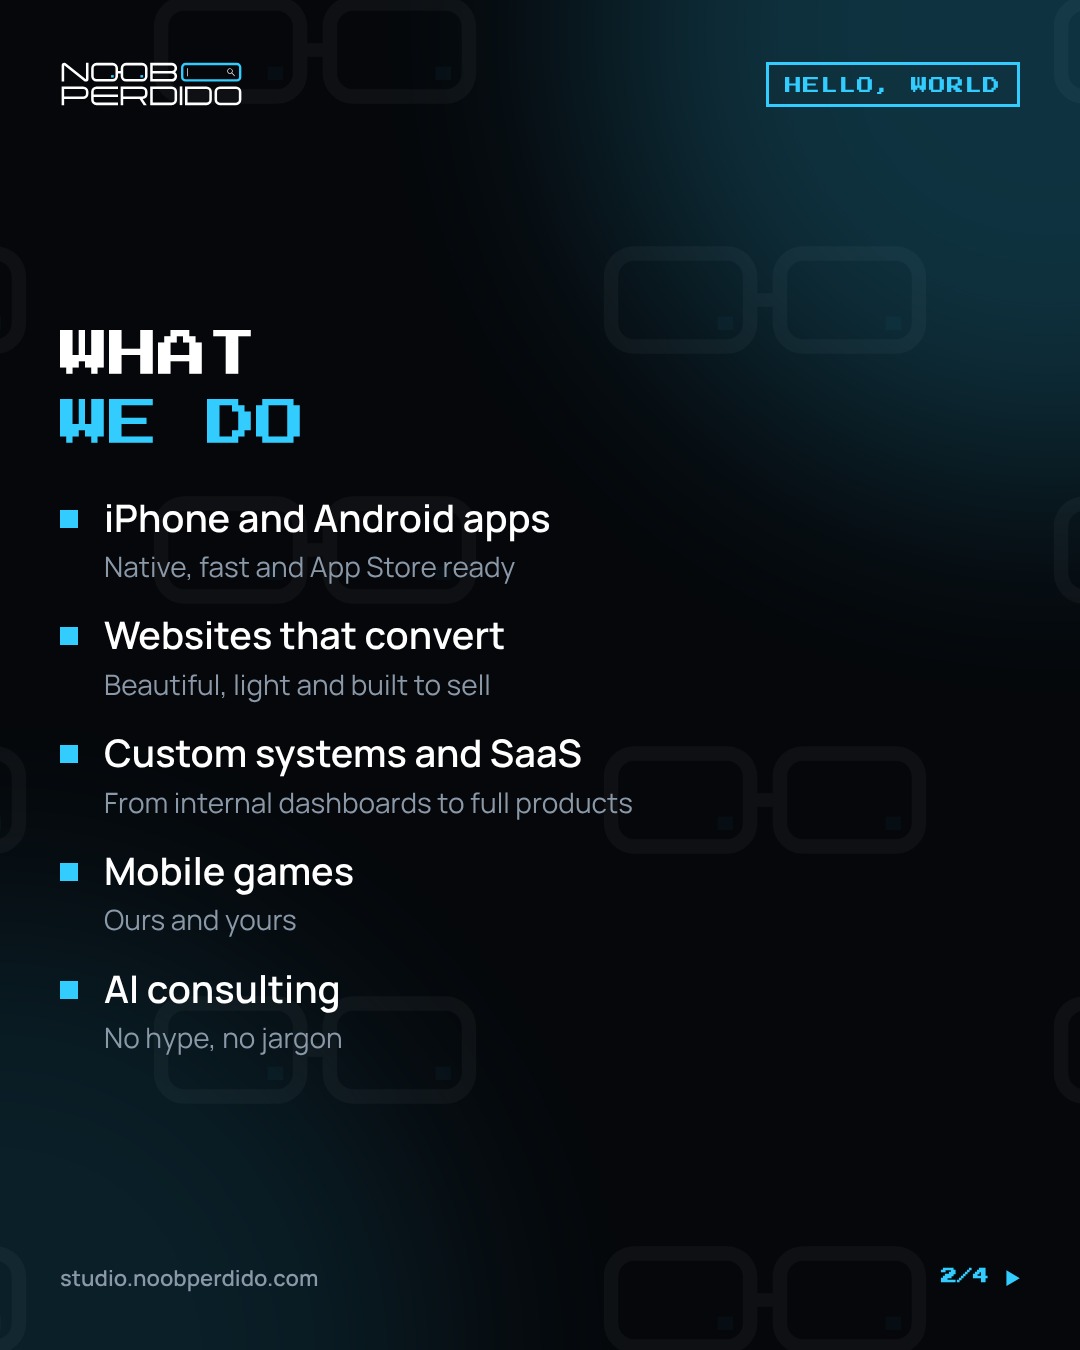 NOOB
PERDIDO
HELLO, WORLD
WHAT
WE DO
iPhone and Android apps
Native, fast and App Store ready
Websites that convert
Beautiful, light and built to sell
Custom systems and SaaS
From internal dashboards to full products
Mobile games
Ours and yours
AI consulting
No hype, no jargon
studio.noobperdido.com
2/4